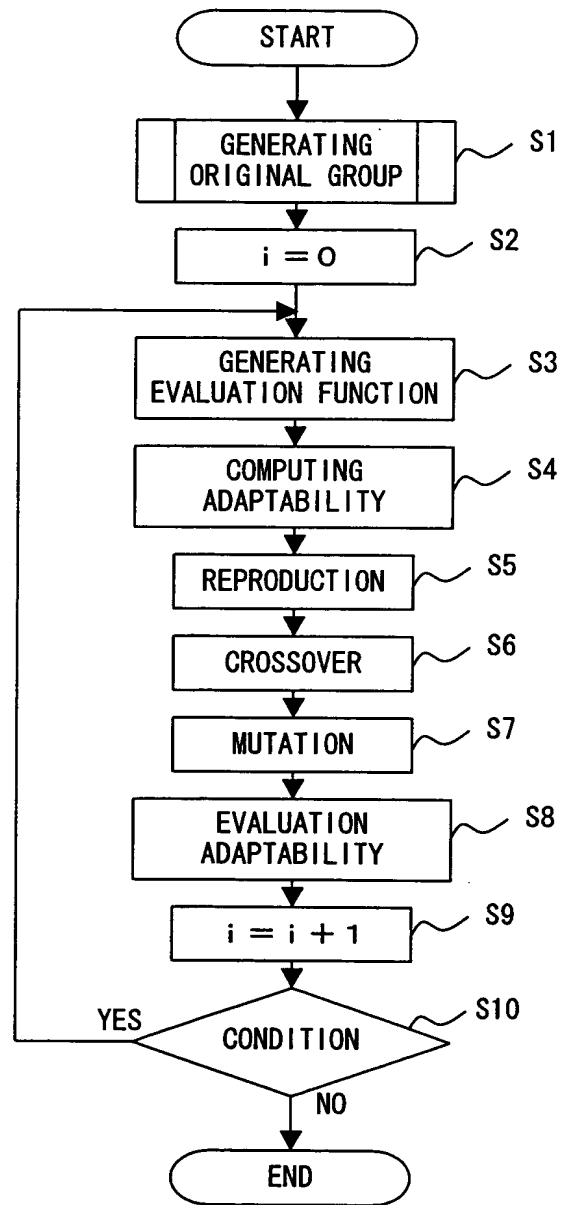 START
GENERATING
ORIGINAL GROUP
S1
i = 0
S2
GENERATING
EVALUATION FUNCTION
S3
COMPUTING
ADAPTABILITY
S4
REPRODUCTION
S5
CROSSOVER
S6
MUTATION
S7
EVALUATION
ADAPTABILITY
S8
i = i + 1
S9
YES
CONDITION
S10
NO
END